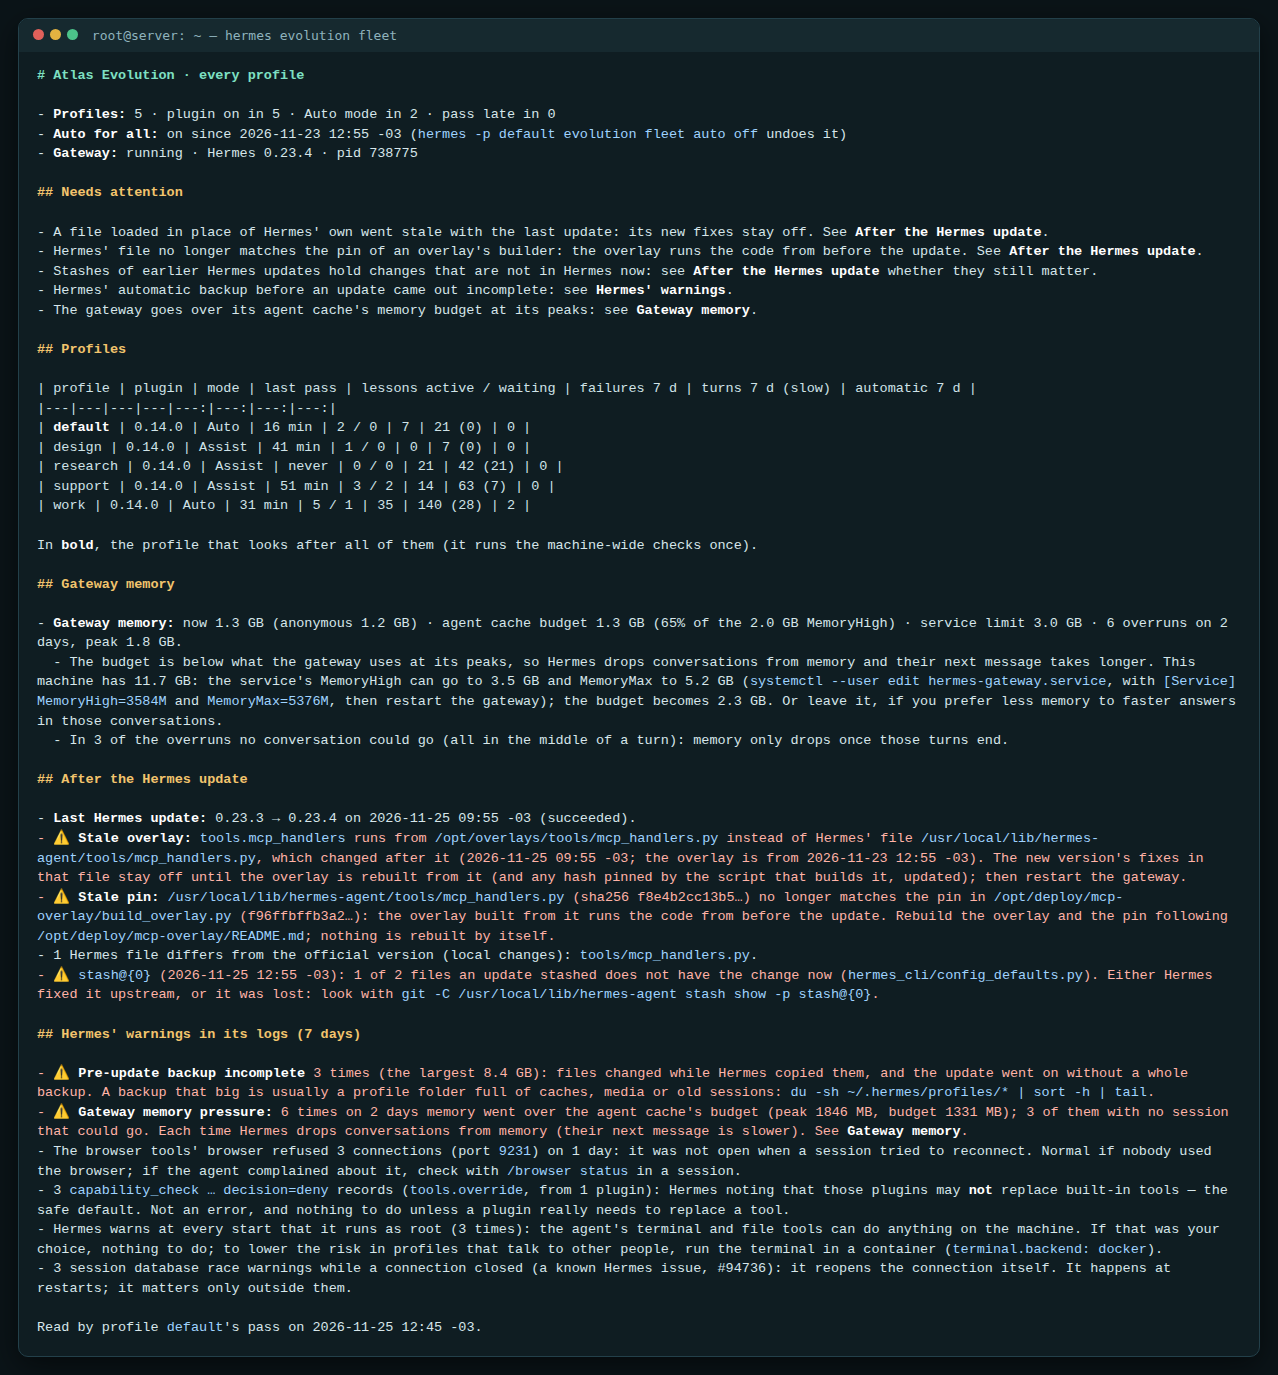 root@server: ~ — hermes evolution fleet
# Atlas Evolution · every profile
- Profiles: 5 · plugin on in 5 · Auto mode in 2 · pass late in 0
- Auto for all: on since 2026-11-23 12:55 -03 (hermes -p default evolution fleet auto off undoes it)
- Gateway: running · Hermes 0.23.4 · pid 738775
## Needs attention
- A file loaded in place of Hermes' own went stale with the last update: its new fixes stay off. See After the Hermes update.
- Hermes' file no longer matches the pin of an overlay's builder: the overlay runs the code from before the update. See After the Hermes update.
- Stashes of earlier Hermes updates hold changes that are not in Hermes now: see After the Hermes update whether they still matter.
- Hermes' automatic backup before an update came out incomplete: see Hermes' warnings.
- The gateway goes over its agent cache's memory budget at its peaks: see Gateway memory.
## Profiles
| profile | plugin | mode | last pass | lessons active / waiting | failures 7 d | turns 7 d (slow) | automatic 7 d |
|---|---|---|---|---:|---:|---:|---:|
| default | 0.14.0 | Auto | 16 min | 2 / 0 | 7 | 21 (0) | 0 |
| design | 0.14.0 | Assist | 41 min | 1 / 0 | 0 | 7 (0) | 0 |
| research | 0.14.0 | Assist | never | 0 / 0 | 21 | 42 (21) | 0 |
| support | 0.14.0 | Assist | 51 min | 3 / 2 | 14 | 63 (7) | 0 |
| work | 0.14.0 | Auto | 31 min | 5 / 1 | 35 | 140 (28) | 2 |
In bold, the profile that looks after all of them (it runs the machine-wide checks once).
## Gateway memory
- Gateway memory: now 1.3 GB (anonymous 1.2 GB) · agent cache budget 1.3 GB (65% of the 2.0 GB MemoryHigh) · service limit 3.0 GB · 6 overruns on 2
days, peak 1.8 GB.
- The budget is below what the gateway uses at its peaks, so Hermes drops conversations from memory and their next message takes longer. This
machine has 11.7 GB: the service's MemoryHigh can go to 3.5 GB and MemoryMax to 5.2 GB (systemctl --user edit hermes-gateway.service, with [Service]
MemoryHigh=3584M and MemoryMax=5376M, then restart the gateway); the budget becomes 2.3 GB. Or leave it, if you prefer less memory to faster answers
in those conversations.
- In 3 of the overruns no conversation could go (all in the middle of a turn): memory only drops once those turns end.
## After the Hermes update
- Last Hermes update: 0.23.3 → 0.23.4 on 2026-11-25 09:55 -03 (succeeded).
- ⚠️ Stale overlay: tools.mcp_handlers runs from /opt/overlays/tools/mcp_handlers.py instead of Hermes' file /usr/local/lib/hermes-
agent/tools/mcp_handlers.py, which changed after it (2026-11-25 09:55 -03; the overlay is from 2026-11-23 12:55 -03). The new version's fixes in
that file stay off until the overlay is rebuilt from it (and any hash pinned by the script that builds it, updated); then restart the gateway.
- ⚠️ Stale pin: /usr/local/lib/hermes-agent/tools/mcp_handlers.py (sha256 f8e4b2cc13b5…) no longer matches the pin in /opt/deploy/mcp-
overlay/build_overlay.py (f96ffbffb3a2…): the overlay built from it runs the code from before the update. Rebuild the overlay and the pin following
/opt/deploy/mcp-overlay/README.md; nothing is rebuilt by itself.
- 1 Hermes file differs from the official version (local changes): tools/mcp_handlers.py.
- ⚠️ stash@{0} (2026-11-25 12:55 -03): 1 of 2 files an update stashed does not have the change now (hermes_cli/config_defaults.py). Either Hermes
fixed it upstream, or it was lost: look with git -C /usr/local/lib/hermes-agent stash show -p stash@{0}.
## Hermes' warnings in its logs (7 days)
- ⚠️ Pre-update backup incomplete 3 times (the largest 8.4 GB): files changed while Hermes copied them, and the update went on without a whole
backup. A backup that big is usually a profile folder full of caches, media or old sessions: du -sh ~/.hermes/profiles/* | sort -h | tail.
- ⚠️ Gateway memory pressure: 6 times on 2 days memory went over the agent cache's budget (peak 1846 MB, budget 1331 MB); 3 of them with no session
that could go. Each time Hermes drops conversations from memory (their next message is slower). See Gateway memory.
- The browser tools' browser refused 3 connections (port 9231) on 1 day: it was not open when a session tried to reconnect. Normal if nobody used
the browser; if the agent complained about it, check with /browser status in a session.
- 3 capability_check … decision=deny records (tools.override, from 1 plugin): Hermes noting that those plugins may not replace built-in tools — the
safe default. Not an error, and nothing to do unless a plugin really needs to replace a tool.
- Hermes warns at every start that it runs as root (3 times): the agent's terminal and file tools can do anything on the machine. If that was your
choice, nothing to do; to lower the risk in profiles that talk to other people, run the terminal in a container (terminal.backend: docker).
- 3 session database race warnings while a connection closed (a known Hermes issue, #94736): it reopens the connection itself. It happens at
restarts; it matters only outside them.
Read by profile default's pass on 2026-11-25 12:45 -03.